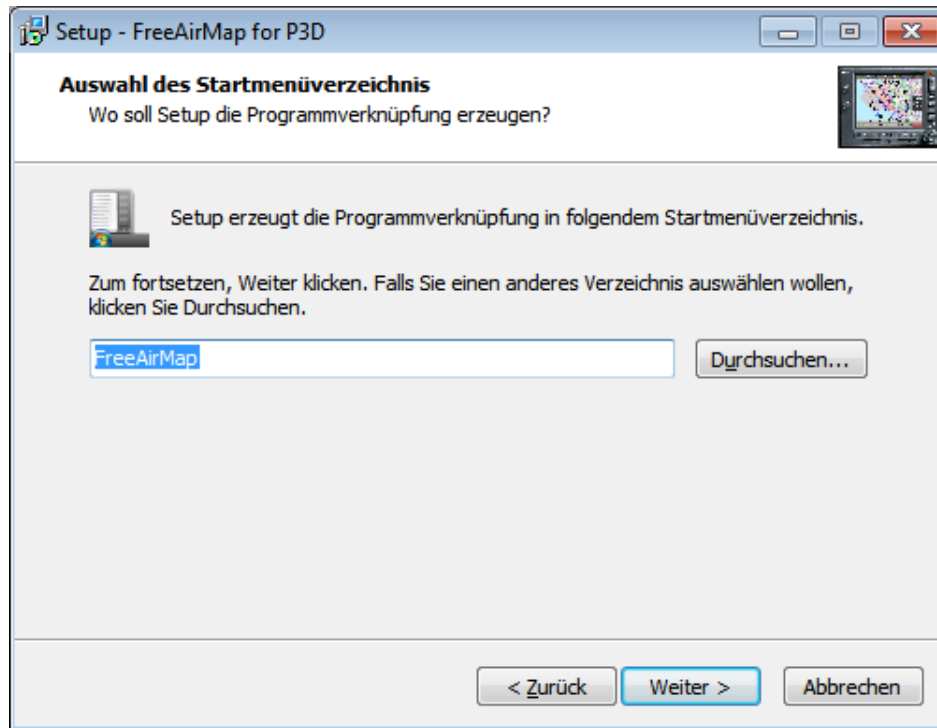 Setup - FreeAirMap for P3D
Auswahl des Startmenüverzeichnis
Wo soll Setup die Programmverknüpfung erzeugen?
Setup erzeugt die Programmverknüpfung in folgendem Startmenüverzeichnis.
Zum fortsetzen, Weiter klicken. Falls Sie einen anderes Verzeichnis auswählen wollen,
klicken Sie Durchsuchen.
FreeAirMap
Durchsuchen...
< Zurück
Weiter >
Abbrechen